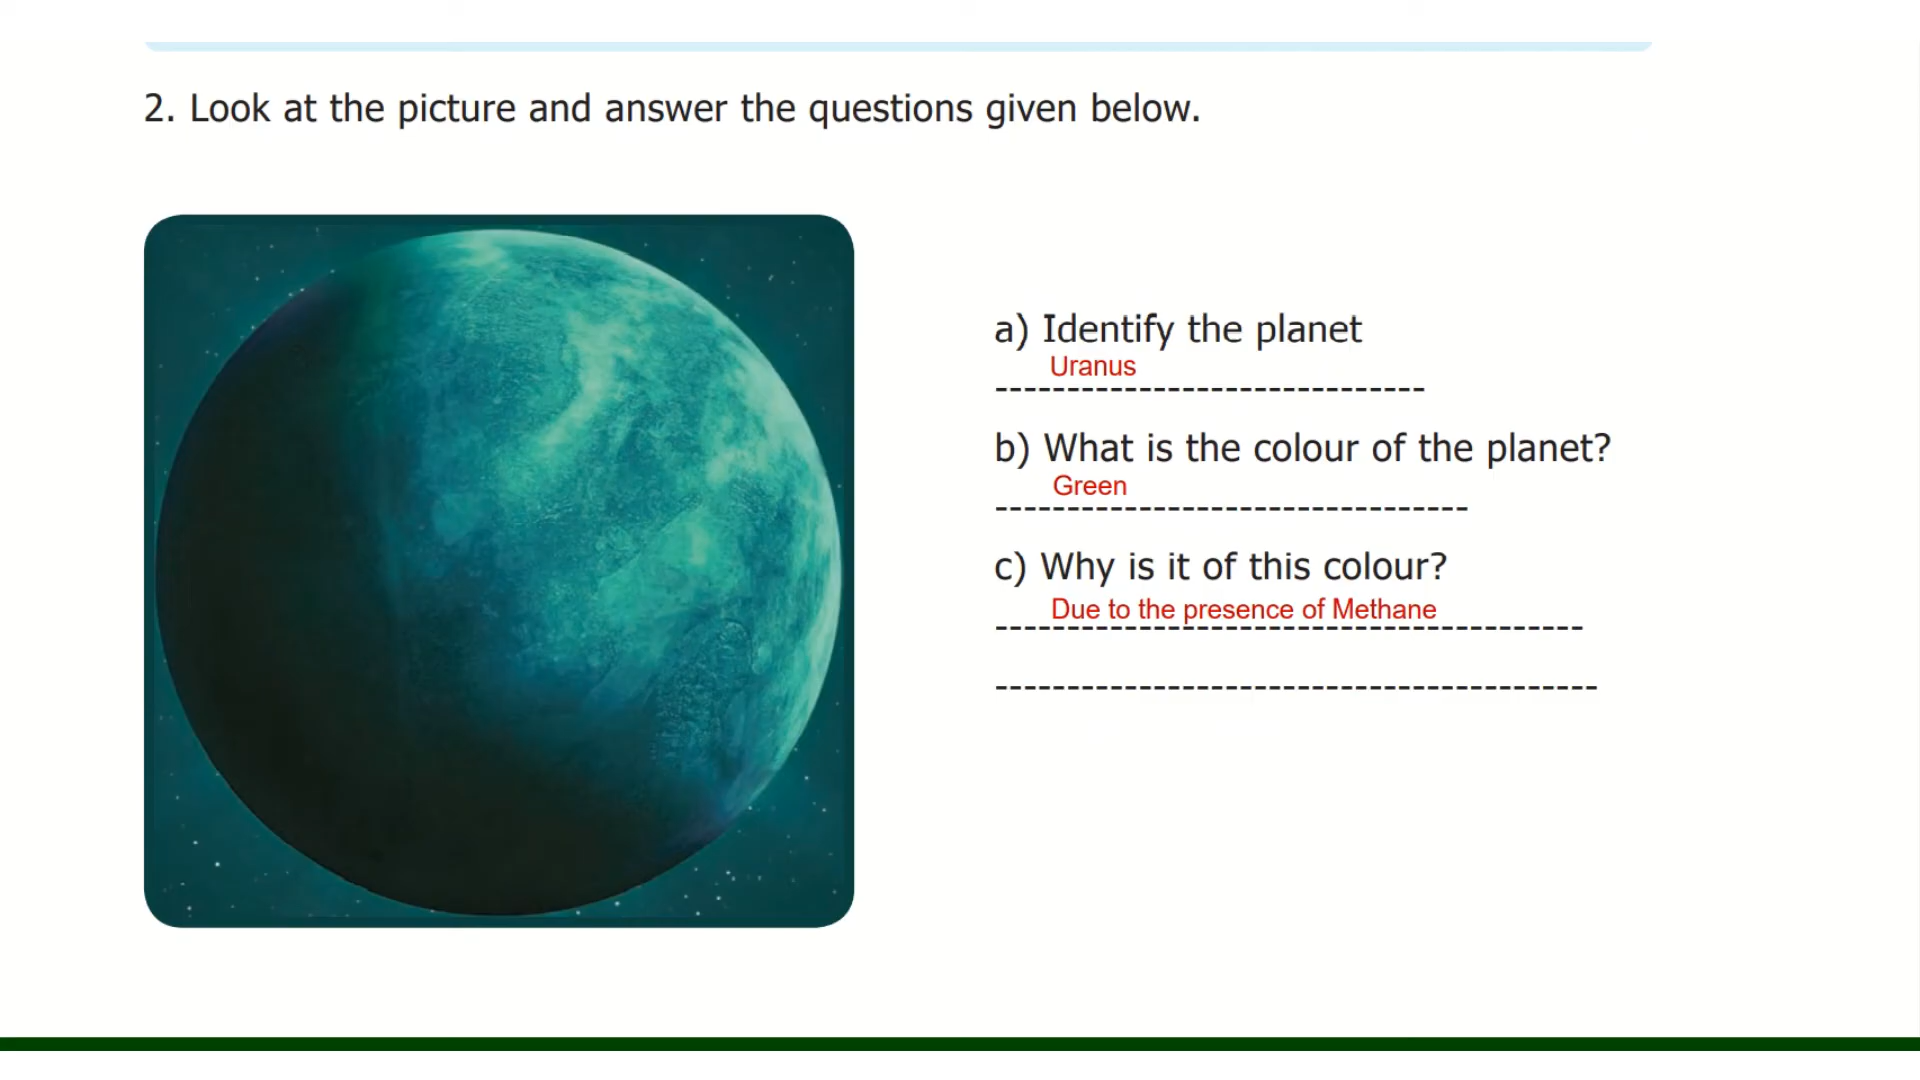 2. Look at the picture and answer the questions given below.
a) Identify the planet
Uranus
------------------------------
b) What is the colour of the planet?
Green
---------------------------------
c) Why is it of this colour?
Due to the presence of Methane
-----------------------------------------
------------------------------------------